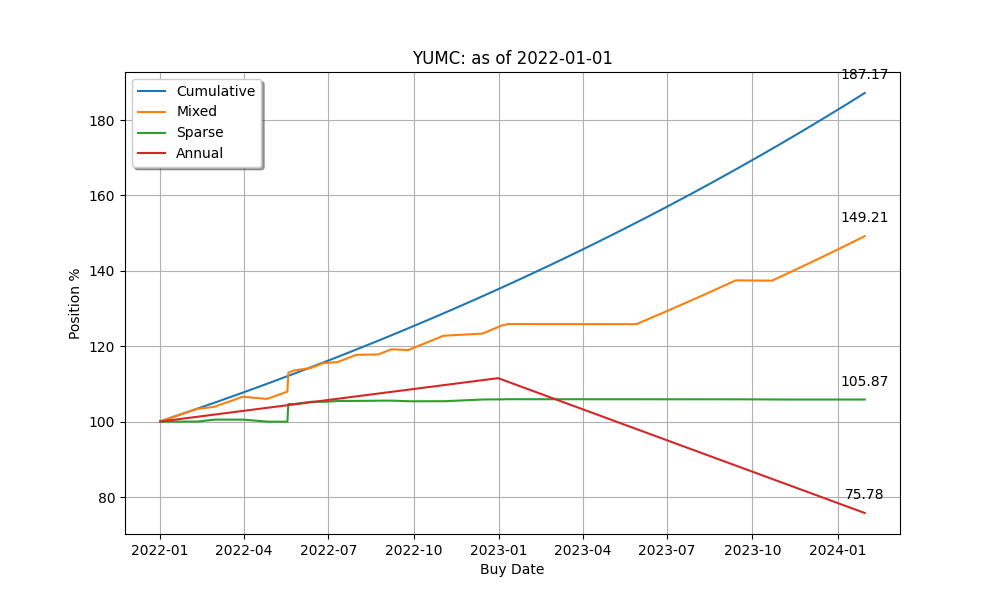 YUMC: as of 2022-01-01
187.17
Cumulative
Mixed
Sparse
Annual
149.21
105.87
75.78
180
160
140
120
100
80
Position %
2022-01 2022-04 2022-07 2022-10 2023-01 2023-04 2023-07 2023-10 2024-01
Buy Date